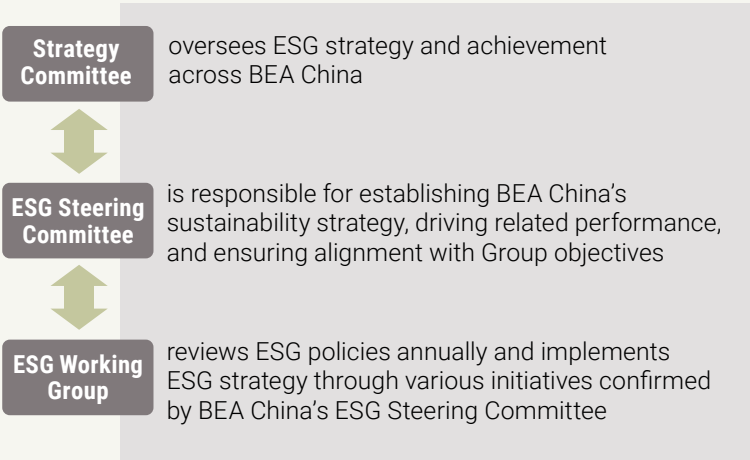 Strategy
Committee
oversees ESG strategy and achievement
across BEA China
ESG Steering
Committee
is responsible for establishing BEA China's
sustainability strategy, driving related performance,
and ensuring alignment with Group objectives
ESG Working
Group
reviews ESG policies annually and implements
ESG strategy through various initiatives confirmed
by BEA China's ESG Steering Committee